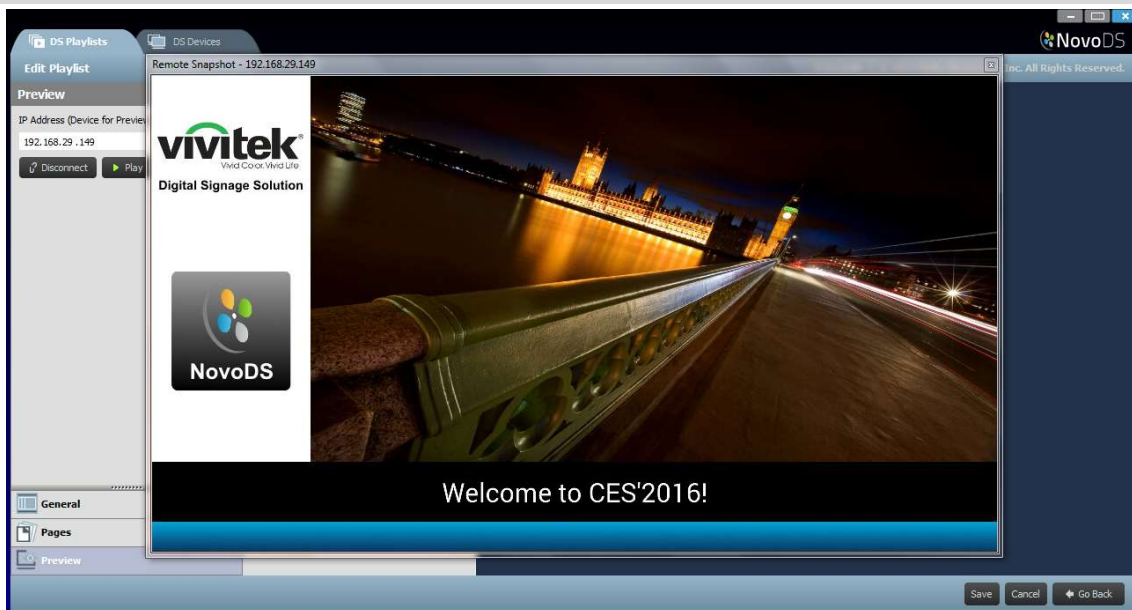 DS Playlists
DS Devices
NovoDS
Edit Playlist
Remote Snapshot - 192.168.29.149
Inc. All Rights Reserved.
Preview
IP Address (Device for Preview
192.168.29 .149
Disconnect
Play
vivitek®
Vivid Color. Vivid Life
Digital Signage Solution
NovoDS
Welcome to CES'2016!
General
Pages
Preview
Save
Cancel
Go Back